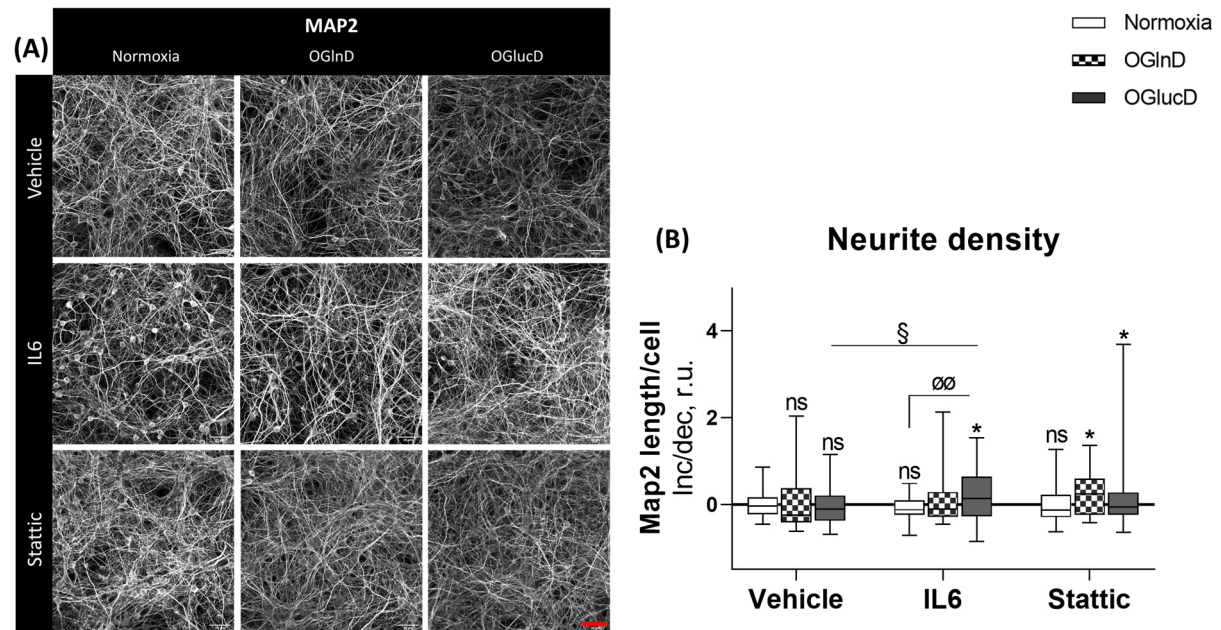 (A)
MAP2
Normoxia OGlnD OGlucD
Vehicle
IL6
Stattic
Normoxia
OGlnD
OGlucD
(B)
Neurite density
Map2 length/cell
Inc/dec, r.u.
4
2
0
ns
ns
§
ns
øø
*
ns
*
*
Vehicle IL6 Stattic